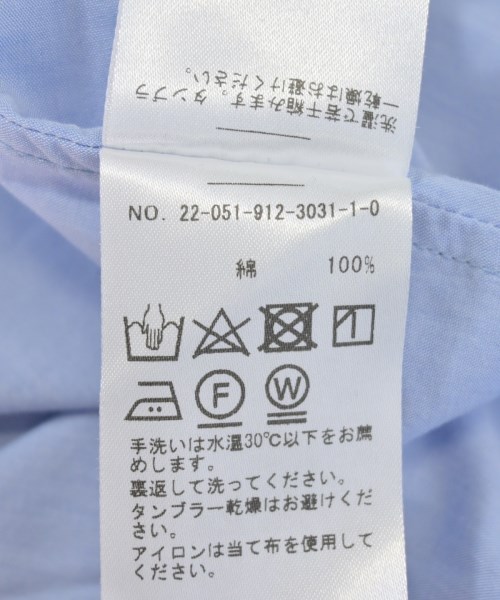 洗濯で若干縮みます。タンブラ
ー乾燥はお避けください。
NO. 22-051-912-3031-1-0
綿 100%
F W
手洗いは水温30℃以下をお薦
めします。
裏返して洗ってください。
タンブラー乾燥はお避けくだ
さい。
アイロンは当て布を使用して
ください。